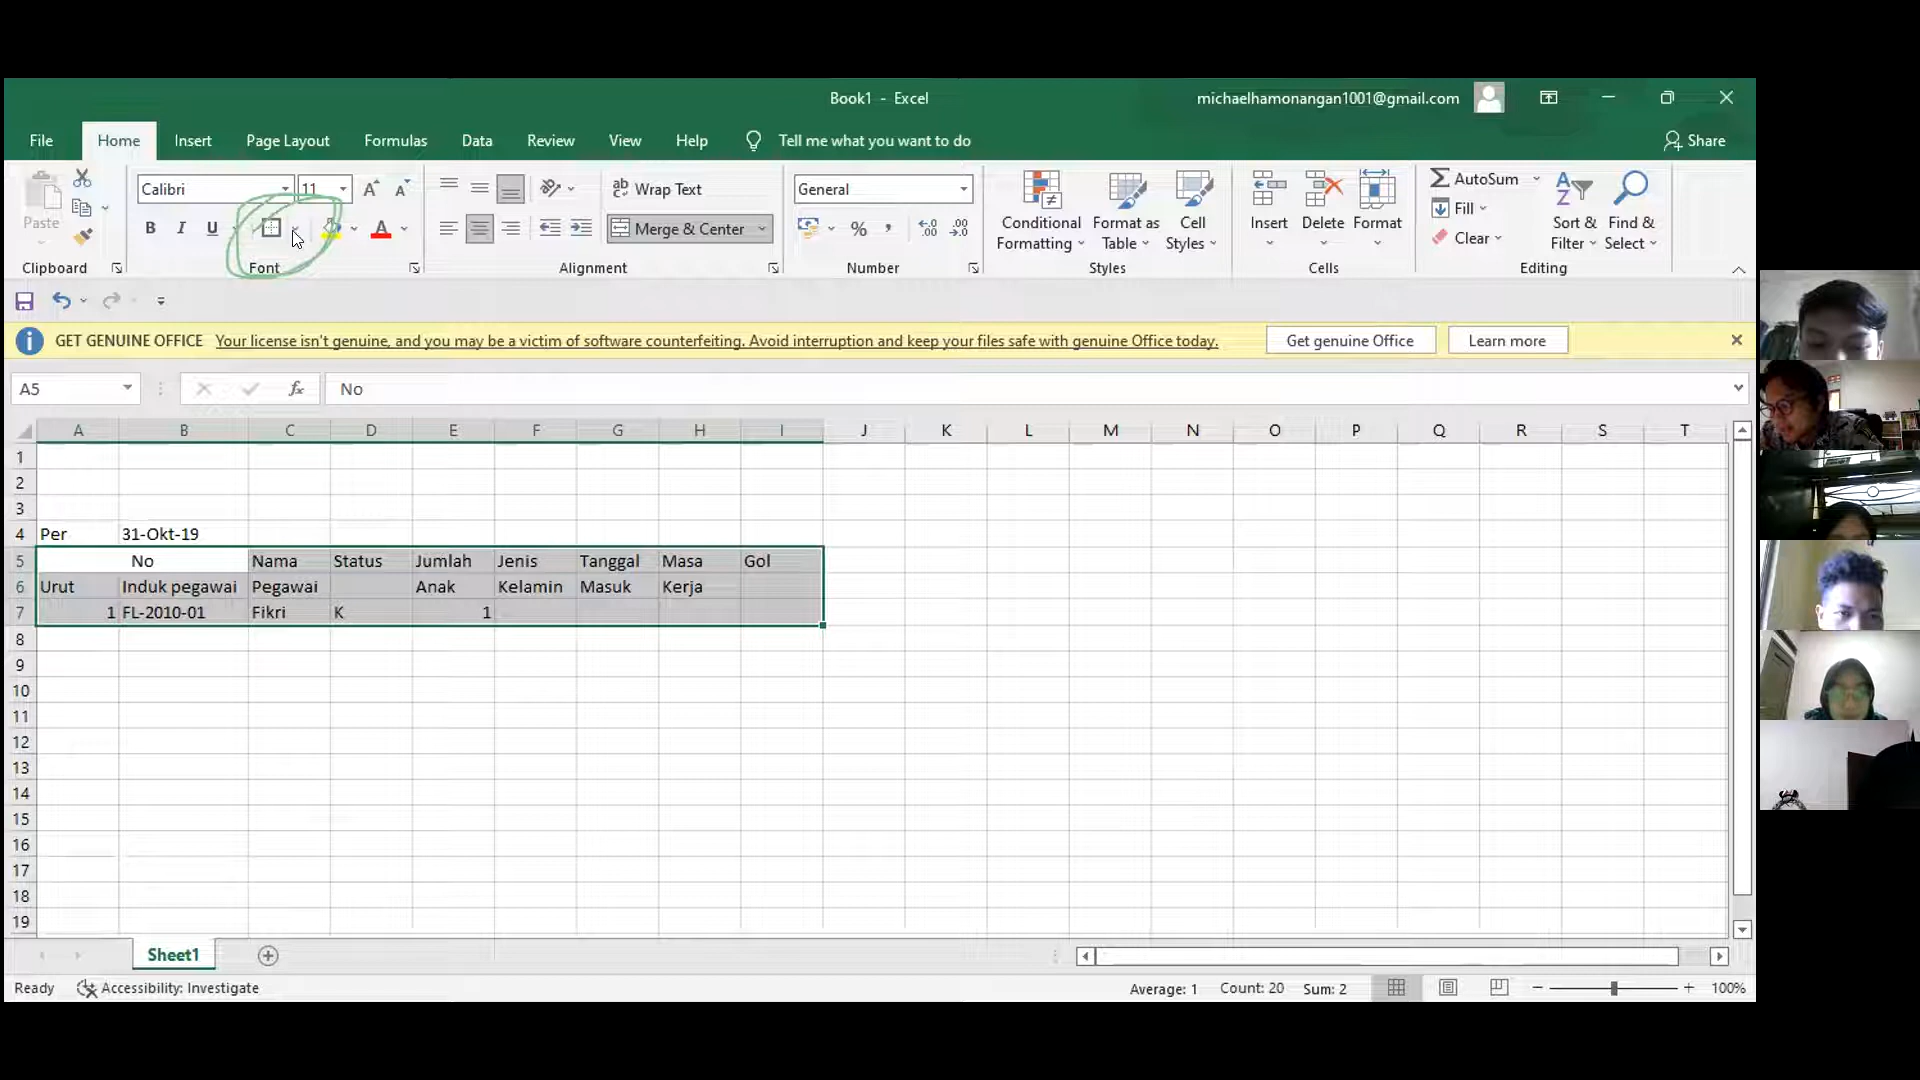 Book1 - Excel
michaelhamonangan1001@gmail.com
File Home Insert Page Layout Formulas Data Review View Help Tell me what you want to do Share
Paste
Clipboard
Calibri 11
B I U
Font
ab Wrap Text
Merge & Center
Alignment
General
%
Number
Conditional Formatting
Format as Table
Cell Styles
Styles
Insert
Delete
Format
Cells
AutoSum
Fill
Clear
Sort & Filter
Find & Select
Editing
GET GENUINE OFFICE Your license isn't genuine, and you may be a victim of software counterfeiting. Avoid interruption and keep your files safe with genuine Office today. Get genuine Office Learn more
A5 fx No
A B C D E F G H I J K L M N O P Q R S T
1
2
3
4 Per 31-Okt-19
5 No Nama Status Jumlah Jenis Tanggal Masa Gol
6 Urut Induk pegawai Pegawai Anak Kelamin Masuk Kerja
7 1 FL-2010-01 Fikri K 1
8
9
10
11
12
13
14
15
16
17
18
19
Sheet1
Ready Accessibility: Investigate Average: 1 Count: 20 Sum: 2 100%